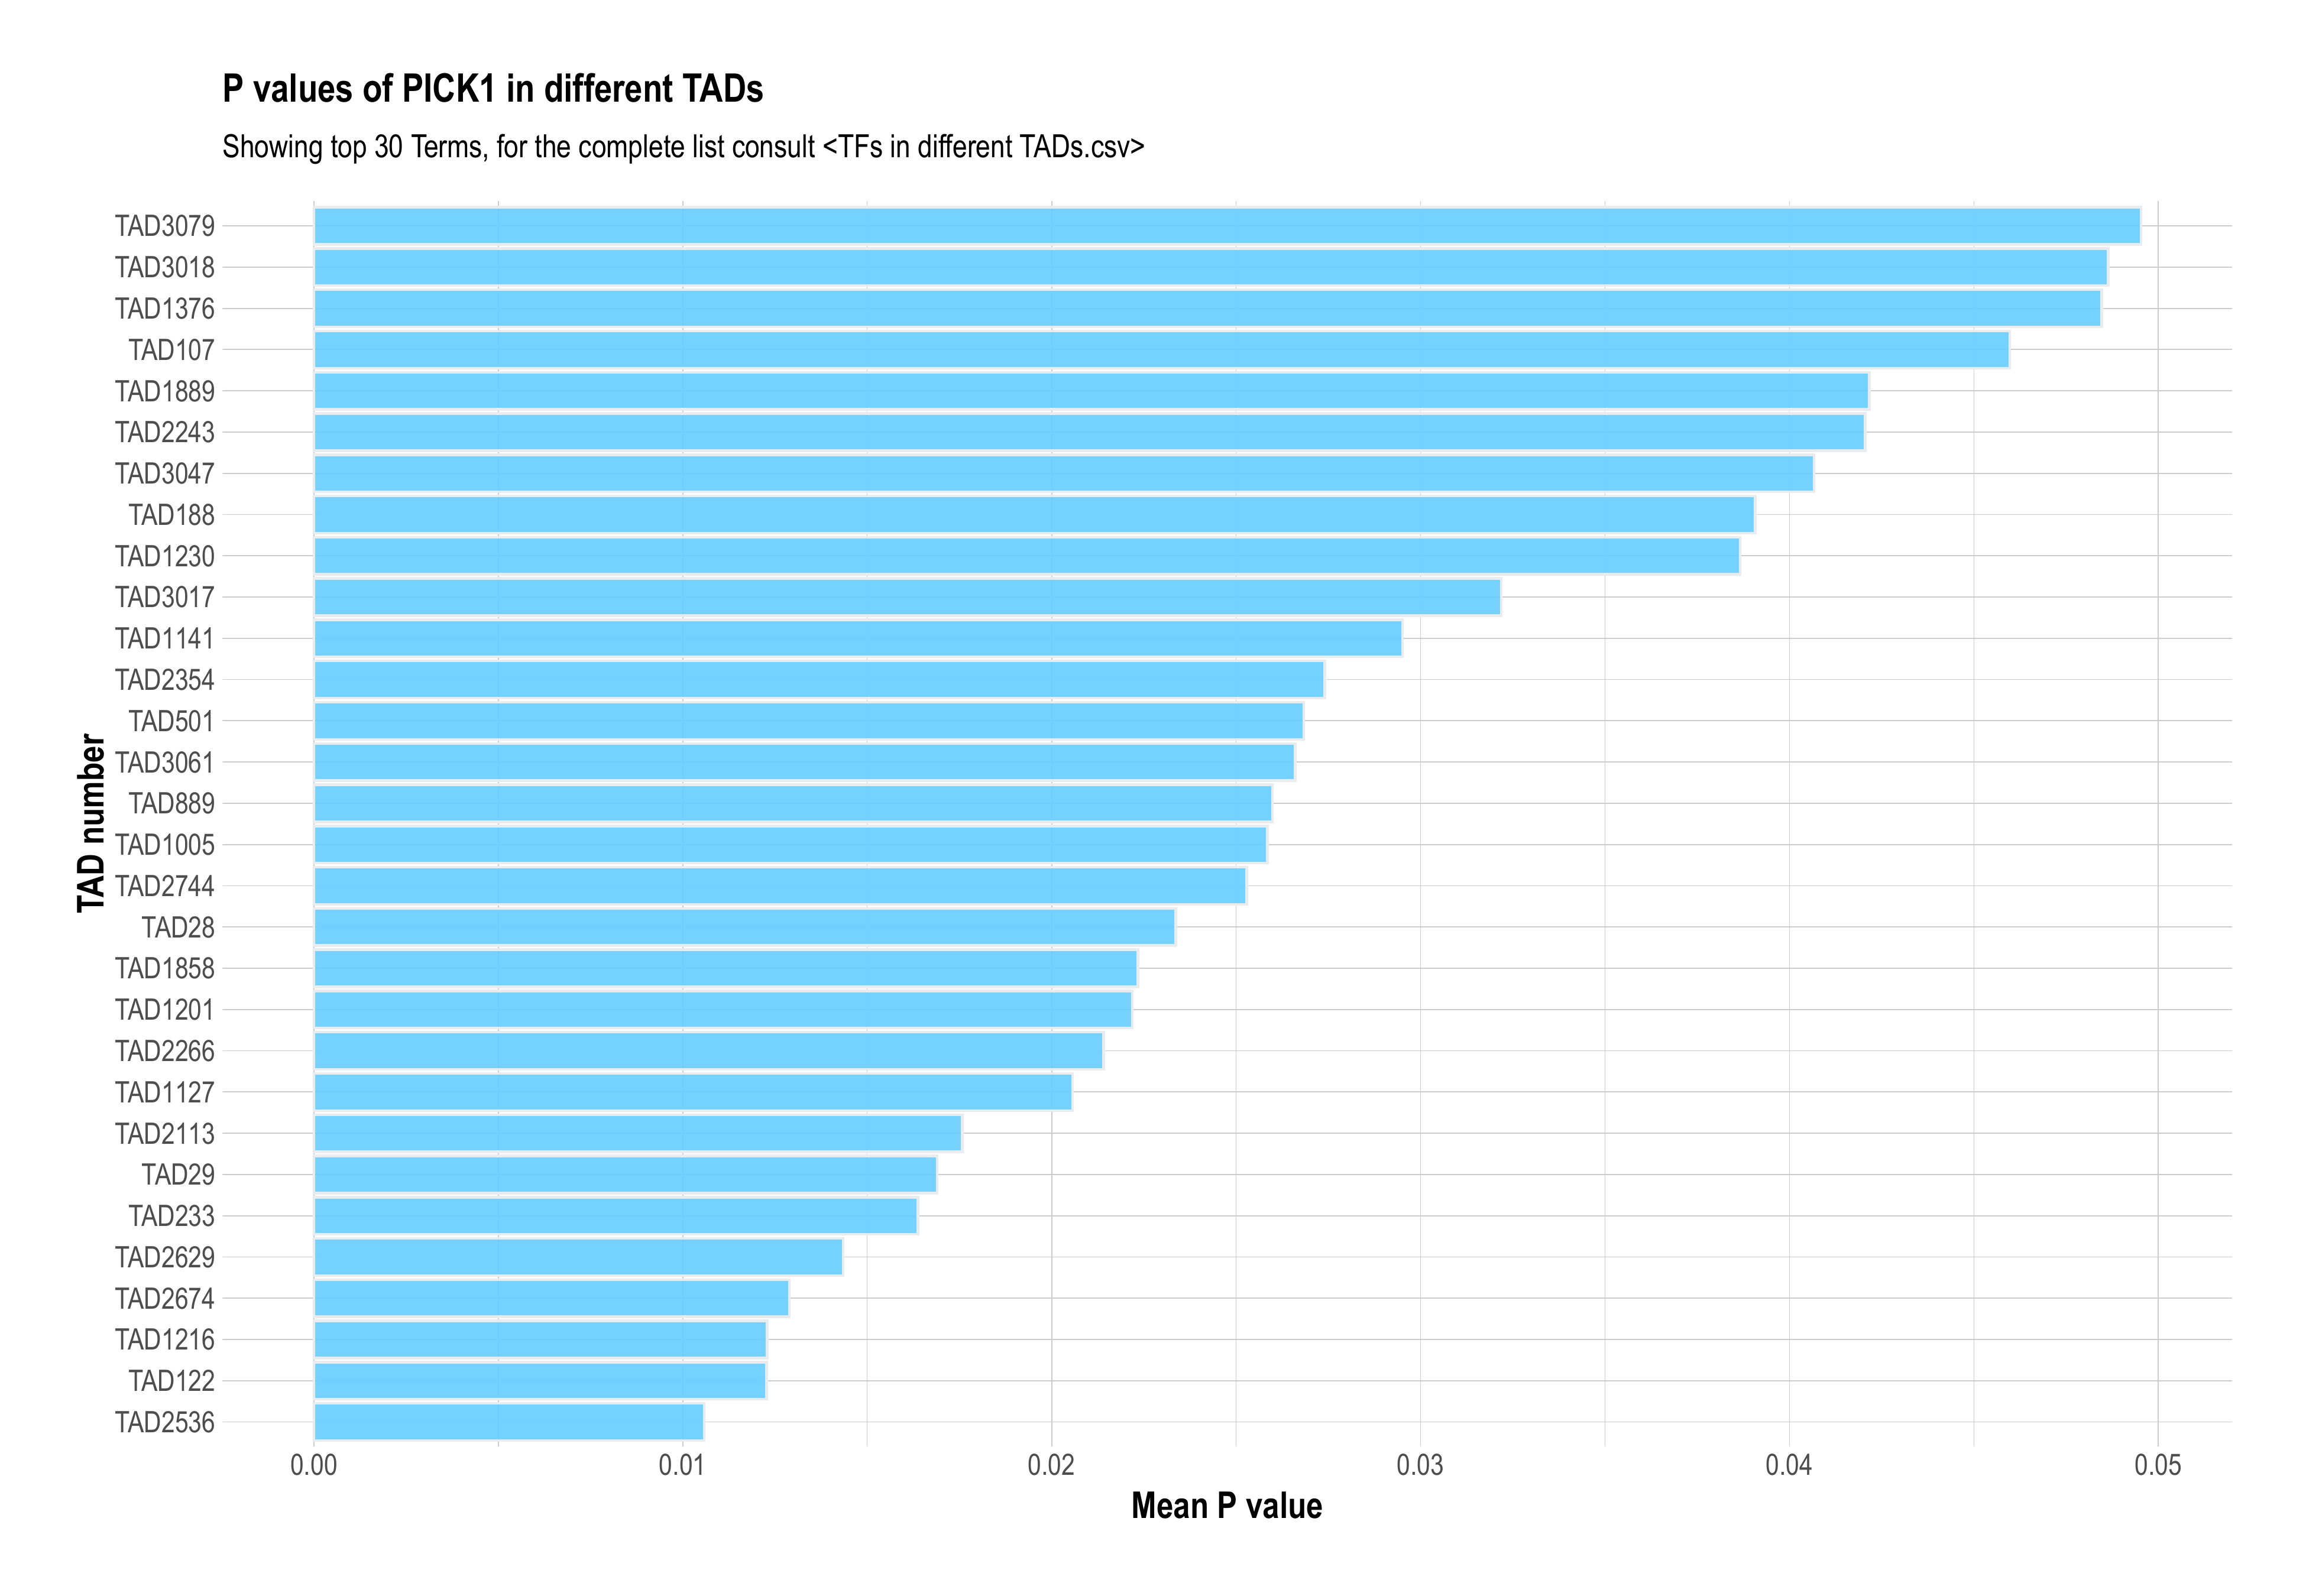 P values of PICK1 in different TADs
Showing top 30 Terms, for the complete list consult <TFs in different TADs.csv>
TAD number
TAD3079
TAD3018
TAD1376
TAD107
TAD1889
TAD2243
TAD3047
TAD188
TAD1230
TAD3017
TAD1141
TAD2354
TAD501
TAD3061
TAD889
TAD1005
TAD2744
TAD28
TAD1858
TAD1201
TAD2266
TAD1127
TAD2113
TAD29
TAD233
TAD2629
TAD2674
TAD1216
TAD122
TAD2536
0.00 0.01 0.02 0.03 0.04 0.05
Mean P value